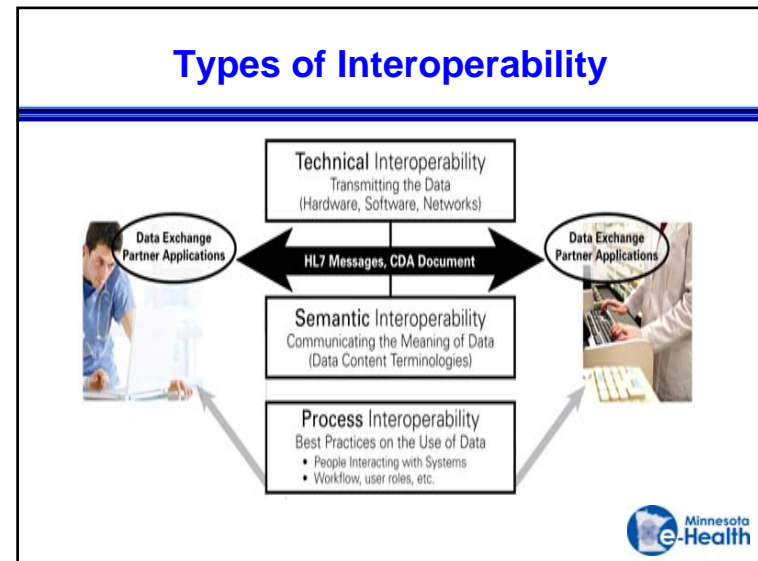 Types of Interoperability
Technical Interoperability
Transmitting the Data
(Hardware, Software, Networks)
Data Exchange
Partner Applications
HL7 Messages, CDA Document
Data Exchange
Partner Applications
Semantic Interoperability
Communicating the Meaning of Data
(Data Content Terminologies)
Process Interoperability
Best Practices on the Use of Data
• People Interacting with Systems
• Workflow, user roles, etc.
Minnesota
e-Health